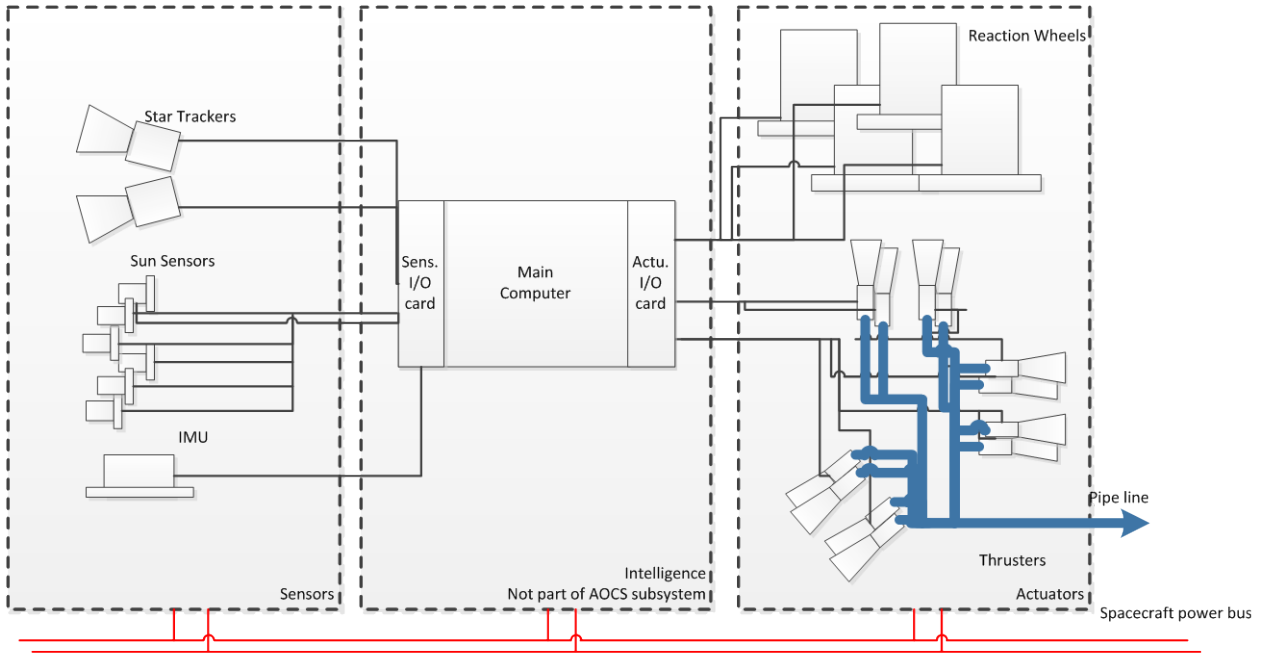 Reaction Wheels
Star Trackers
Sun Sensors
Sens.
I/O
card
Main
Computer
Actu.
I/O
card
IMU
Pipe line
Thrusters
Sensors
Intelligence
Not part of AOCS subsystem
Actuators
Spacecraft power bus